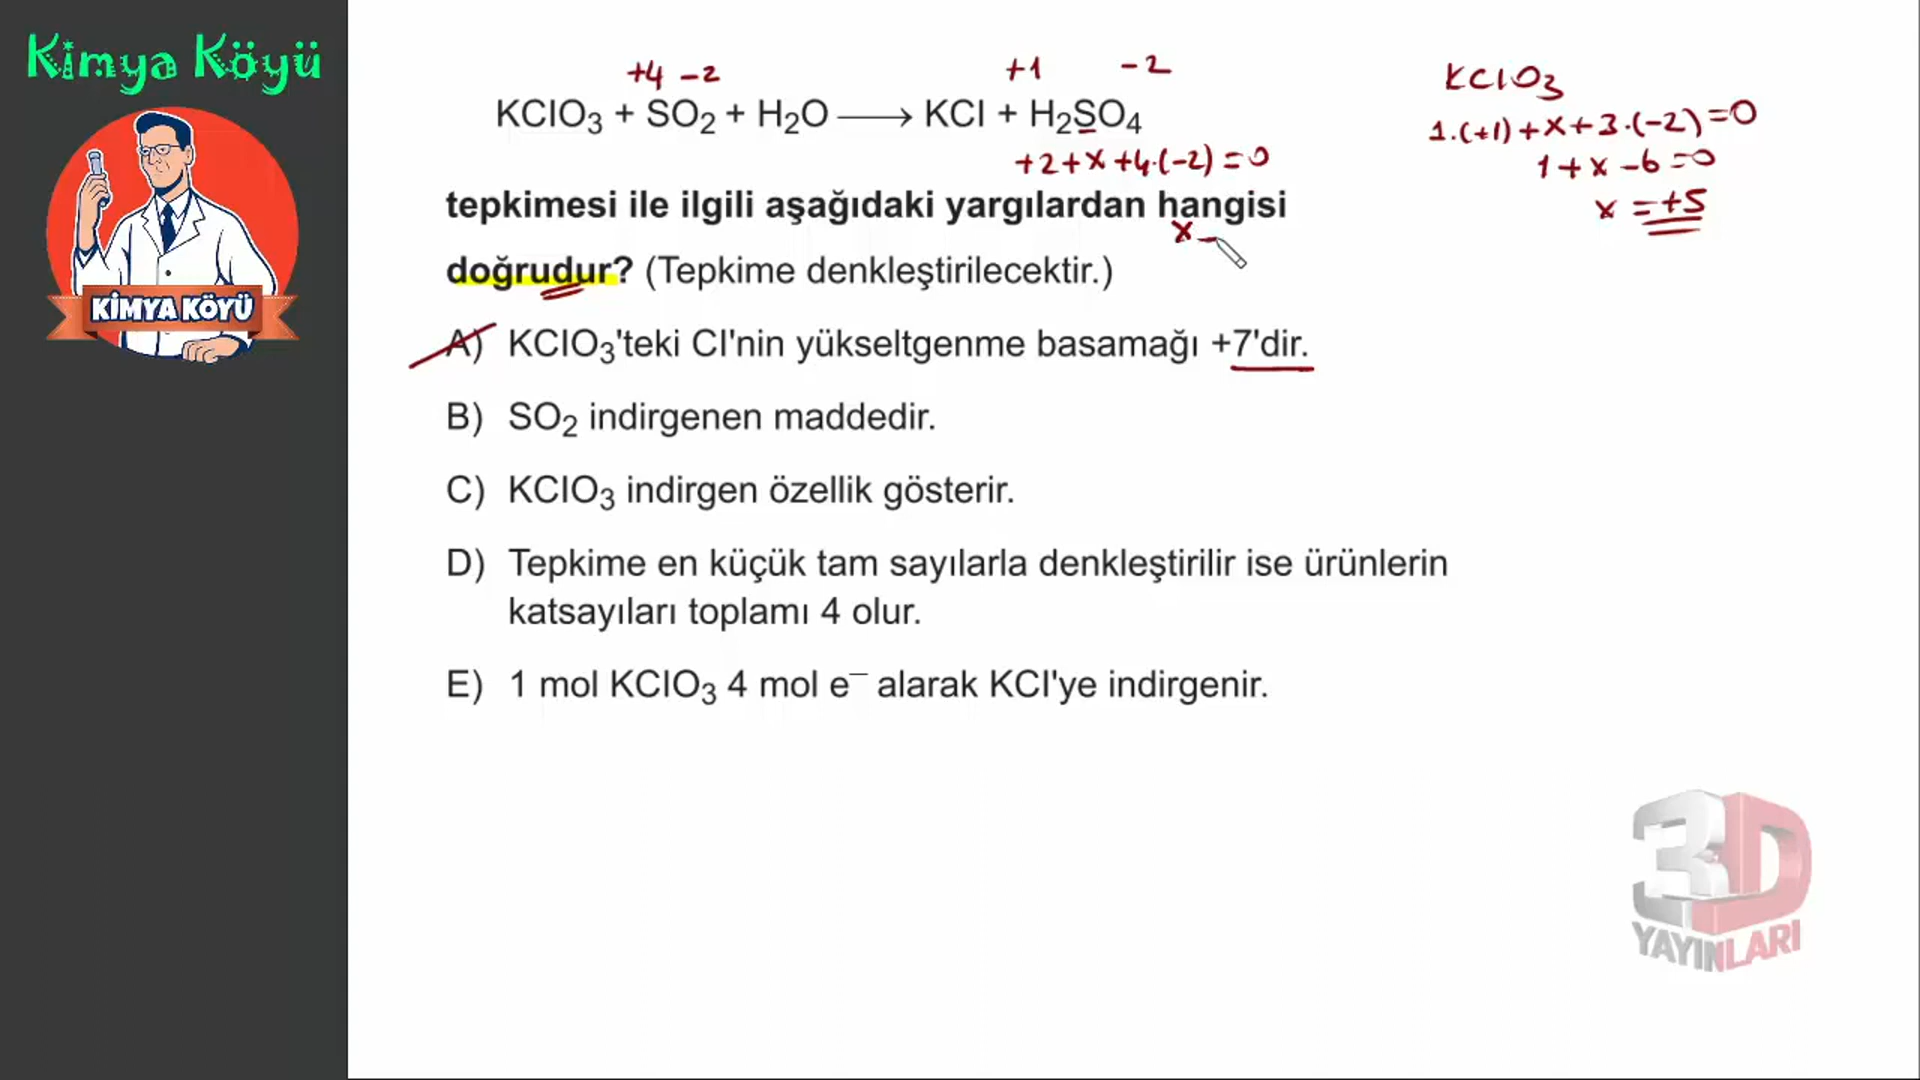 Kimya Köyü
KİMYA KÖYÜ
+4 -2 +1 -2
KClO3 + SO2 + H2O ⟶ KCl + H2SO4
+2+x+4.(-2)=0
tepkimesi ile ilgili aşağıdaki yargılardan hangisi
x -
doğrudur? (Tepkime denkleştirilecektir.)
A) KClO3'teki Cl'nin yükseltgenme basamağı +7'dir.
B) SO2 indirgenen maddedir.
C) KClO3 indirgen özellik gösterir.
D) Tepkime en küçük tam sayılarla denkleştirilir ise ürünlerin
katsayıları toplamı 4 olur.
E) 1 mol KClO3 4 mol e– alarak KCl'ye indirgenir.
KClO3
1.(+1)+x+3.(-2)=0
1+x-6=0
x=+5
3D
YAYINLARI